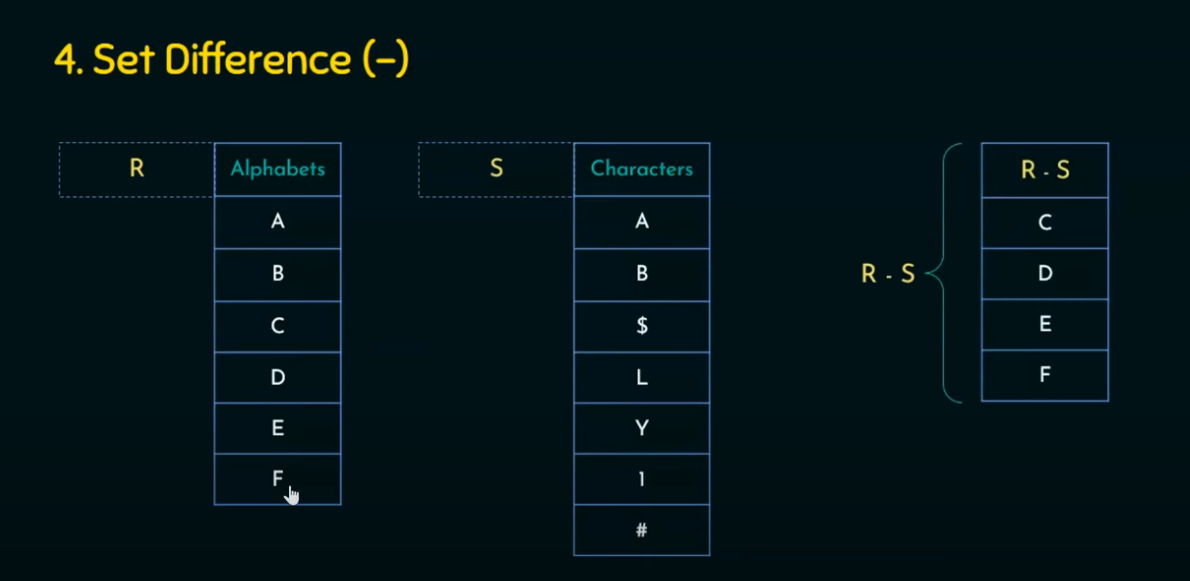 4. Set Difference (-)
R Alphabets S Characters R - S
A A C
B B D
C $ E
D L F
E Y
F 1
#
R - S